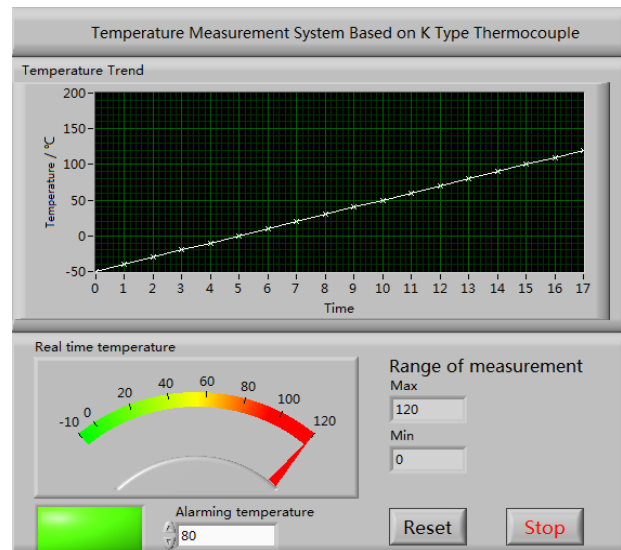 Temperature Measurement System Based on K Type Thermocouple
Temperature Trend
Temperature / °C
200
150
100
50
0
-50
0 1 2 3 4 5 6 7 8 9 10 11 12 13 14 15 16 17
Time
Real time temperature
-10 0 20 40 60 80 100 120
Range of measurement
Max
120
Min
0
Alarming temperature
80
Reset Stop